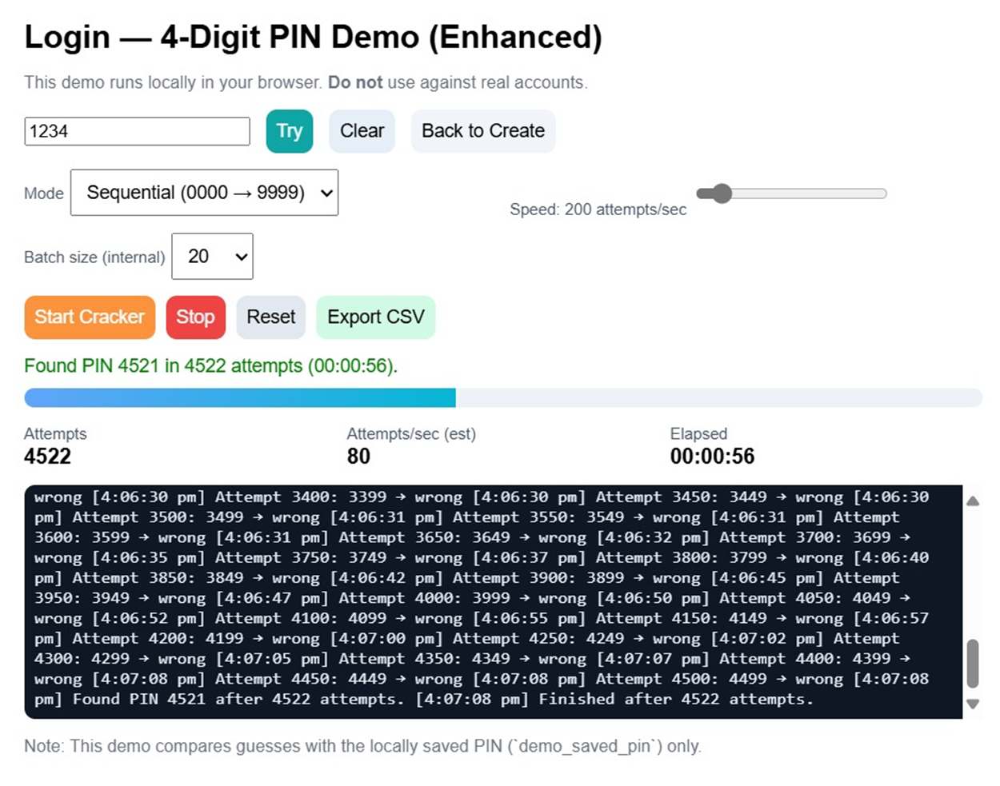 Login — 4-Digit PIN Demo (Enhanced)
This demo runs locally in your browser. Do not use against real accounts.
1234 Try Clear Back to Create
Mode Sequential (0000 → 9999) Speed: 200 attempts/sec
Batch size (internal) 20
Start Cracker Stop Reset Export CSV
Found PIN 4521 in 4522 attempts (00:00:56).
Attempts Attempts/sec (est) Elapsed
4522 80 00:00:56
wrong [4:06:30 pm] Attempt 3400: 3399 → wrong [4:06:30 pm] Attempt 3450: 3449 → wrong [4:06:30
pm] Attempt 3500: 3499 → wrong [4:06:31 pm] Attempt 3550: 3549 → wrong [4:06:31 pm] Attempt
3600: 3599 → wrong [4:06:31 pm] Attempt 3650: 3649 → wrong [4:06:32 pm] Attempt 3700: 3699 →
wrong [4:06:35 pm] Attempt 3750: 3749 → wrong [4:06:37 pm] Attempt 3800: 3799 → wrong [4:06:40
pm] Attempt 3850: 3849 → wrong [4:06:42 pm] Attempt 3900: 3899 → wrong [4:06:45 pm] Attempt
3950: 3949 → wrong [4:06:47 pm] Attempt 4000: 3999 → wrong [4:06:50 pm] Attempt 4050: 4049 →
wrong [4:06:52 pm] Attempt 4100: 4099 → wrong [4:06:55 pm] Attempt 4150: 4149 → wrong [4:06:57
pm] Attempt 4200: 4199 → wrong [4:07:00 pm] Attempt 4250: 4249 → wrong [4:07:02 pm] Attempt
4300: 4299 → wrong [4:07:05 pm] Attempt 4350: 4349 → wrong [4:07:07 pm] Attempt 4400: 4399 →
wrong [4:07:08 pm] Attempt 4450: 4449 → wrong [4:07:08 pm] Attempt 4500: 4499 → wrong [4:07:08
pm] Found PIN 4521 after 4522 attempts. [4:07:08 pm] Finished after 4522 attempts.
Note: This demo compares guesses with the locally saved PIN (`demo_saved_pin`) only.